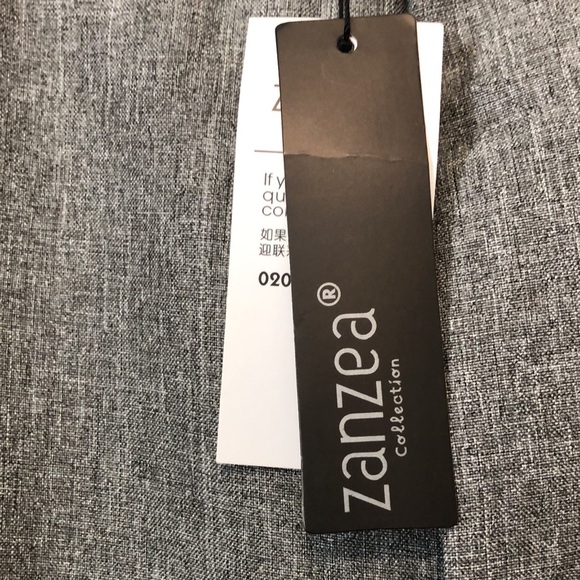 zanzea®
Collection
If y
qu
co
如果
迎联
020